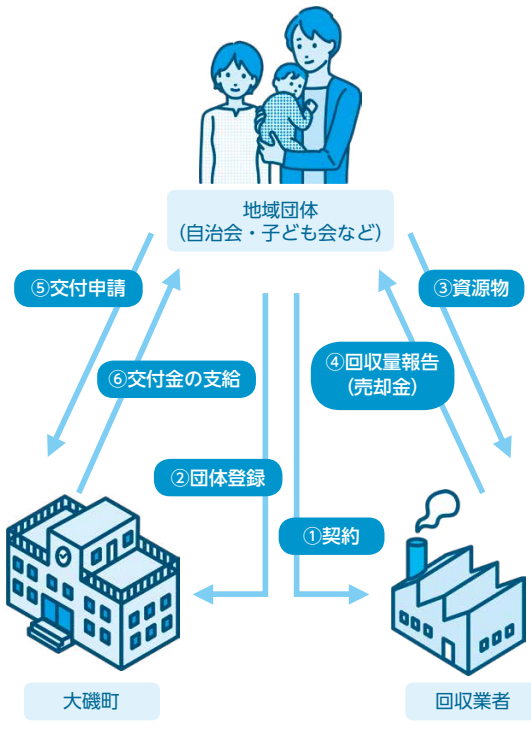 地域団体
(自治会・子ども会など)
⑤交付申請
③資源物
⑥交付金の支給
④回収量報告
(売却金)
②団体登録
①契約
大磯町
回収業者